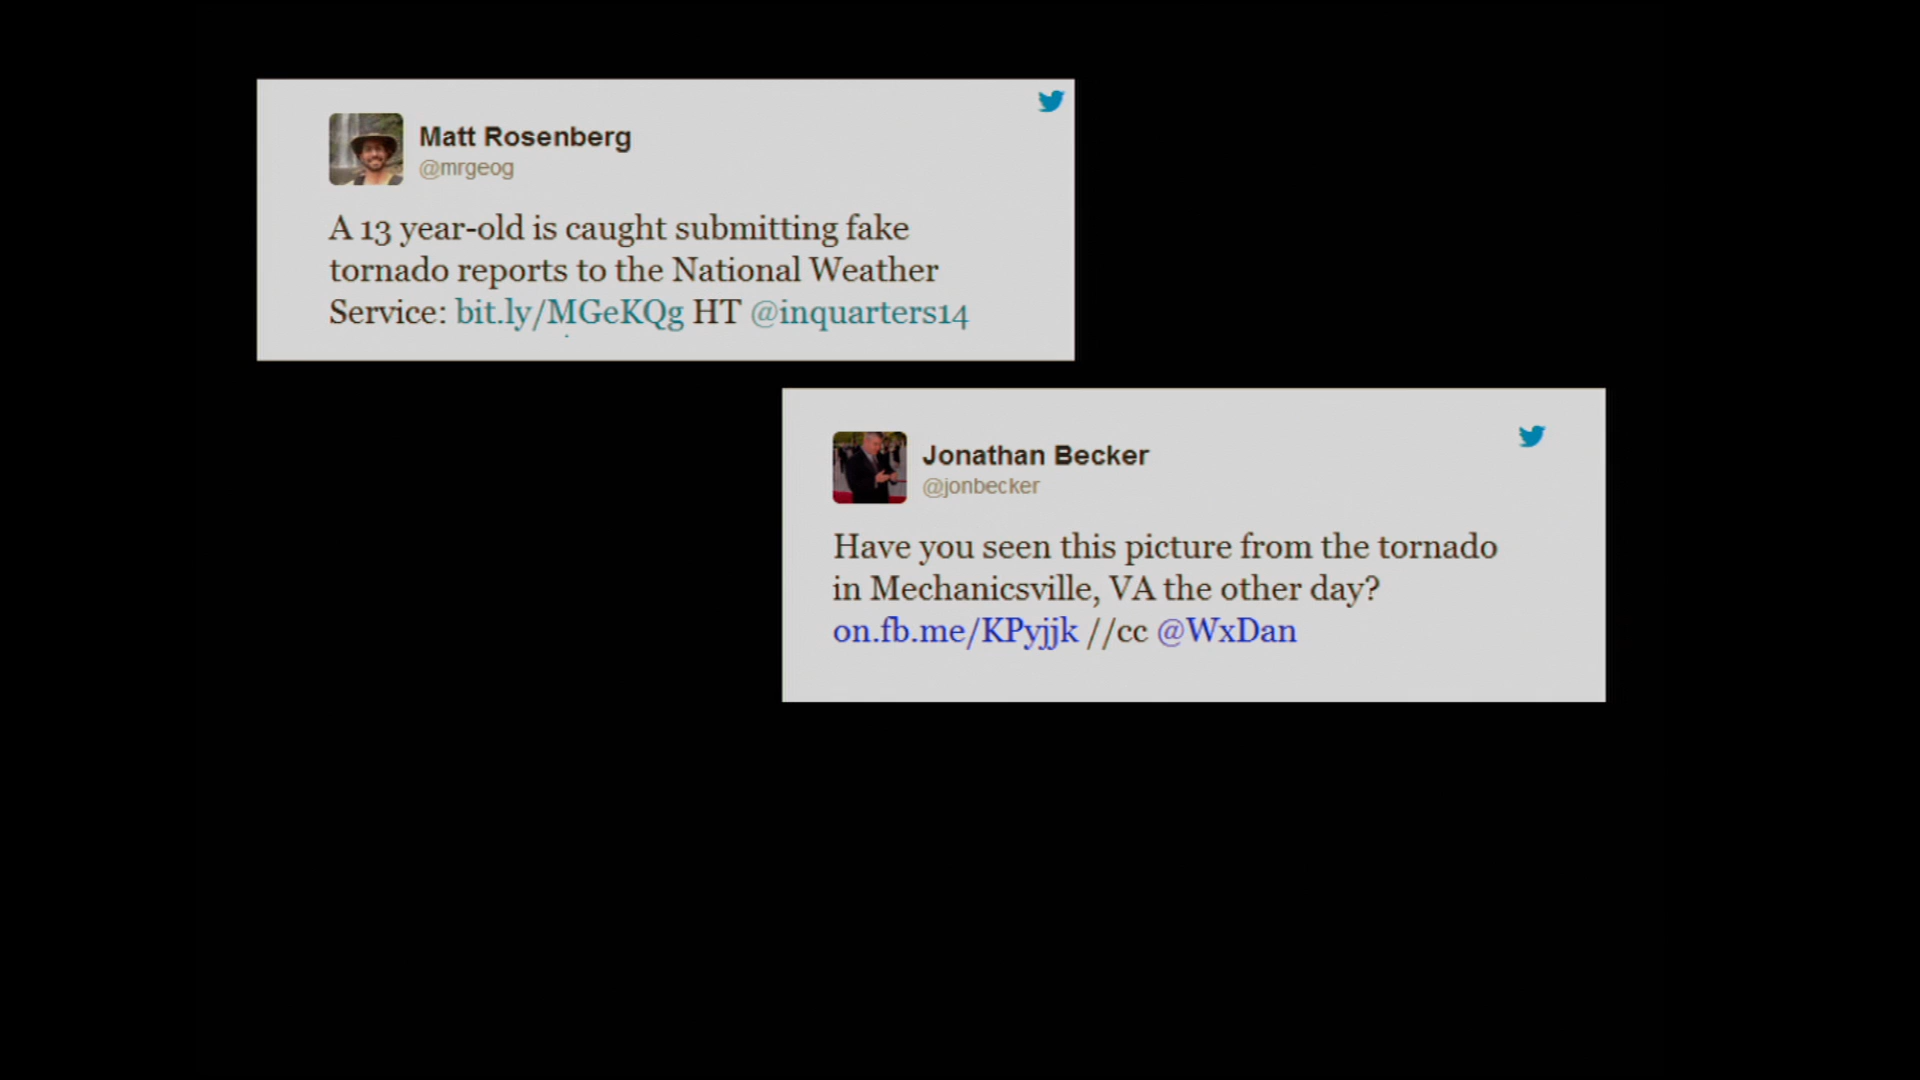 Matt Rosenberg
@mrgeog
A 13 year-old is caught submitting fake
tornado reports to the National Weather
Service: bit.ly/MGeKQg HT @inquarters14
Jonathan Becker
@jonbecker
Have you seen this picture from the tornado
in Mechanicsville, VA the other day?
on.fb.me/KPyjjk //cc @WxDan